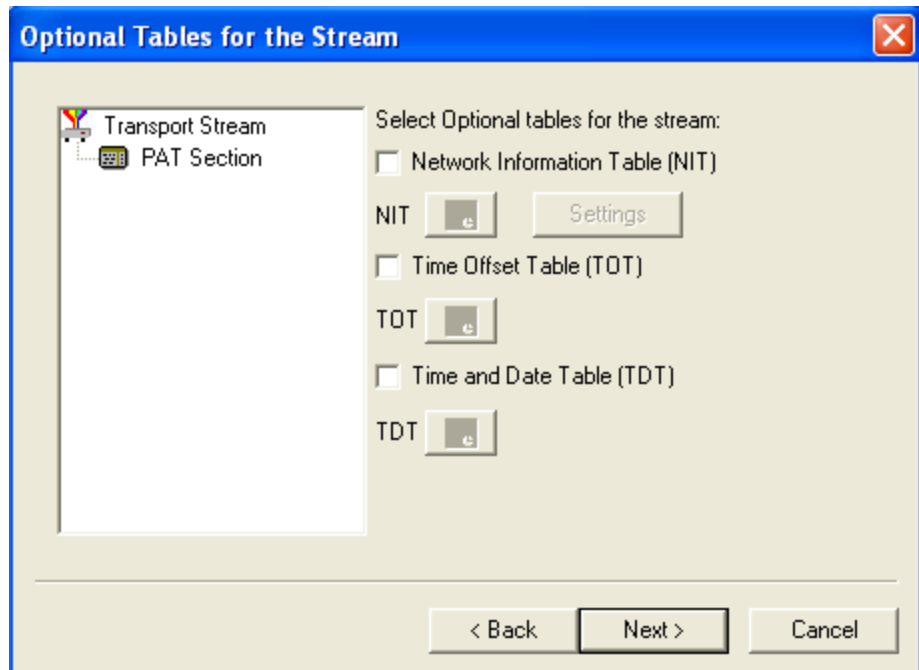 Optional Tables for the Stream
Transport Stream
PAT Section
Select Optional tables for the stream:
Network Information Table (NIT)
NIT
Settings
Time Offset Table (TOT)
TOT
Time and Date Table (TDT)
TDT
< Back
Next >
Cancel